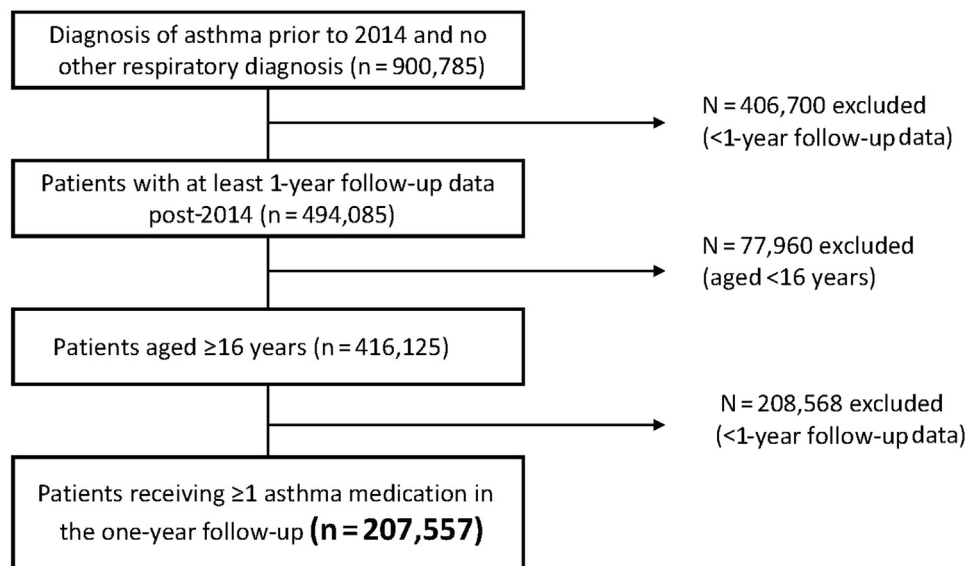 Diagnosis of asthma prior to 2014 and no
other respiratory diagnosis (n = 900,785)
N = 406,700 excluded
(<1-year follow-up data)
Patients with at least 1-year follow-up data
post-2014 (n = 494,085)
N = 77,960 excluded
(aged <16 years)
Patients aged ≥16 years (n = 416,125)
N = 208,568 excluded
(<1-year follow-up data)
Patients receiving ≥1 asthma medication in
the one-year follow-up (n = 207,557)